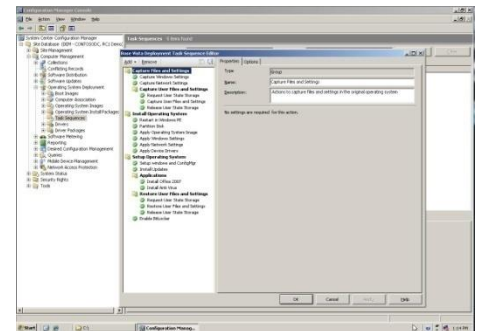 Configuration Manager Console
File Action View Window Help
System Center Configuration Manager
Site Management
Computer Management
Collections
Conflicting Records
Software Distribution
Software Updates
Operating System Deployment
Boot Images
Computer Association
Operating System Images
Operating System Install Packages
Task Sequences
Drivers
Driver Packages
Software Metering
Reporting
Desired Configuration Management
Queries
Mobile Device Management
Network Access Protection
System Status
Security Rights
Tools
Task Sequences
Base Vista Deployment Task Sequence Editor
Add Remove
Capture Files and Settings
Capture Windows Settings
Capture Network Settings
Capture User Files and Settings
Request User State Storage
Capture User Files and Settings
Release User State Storage
Install Operating System
Restart in Windows PE
Partition Disk
Apply Operating System Image
Apply Windows Settings
Apply Network Settings
Apply Device Drivers
Setup Operating System
Setup windows and ConfigMgr
Install Updates
Applications
Install Office 2007
Install Anti Virus
Restore User Files and Settings
Request User State Storage
Restore User Files and Settings
Release User State Storage
Enable BitLocker
Properties Options
Type: Group
Name: Capture Files and Settings
Description: Actions to capture files and settings in the original operating system
No settings are required for this action.
OK Cancel Apply Help
Start
Configuration Manag...